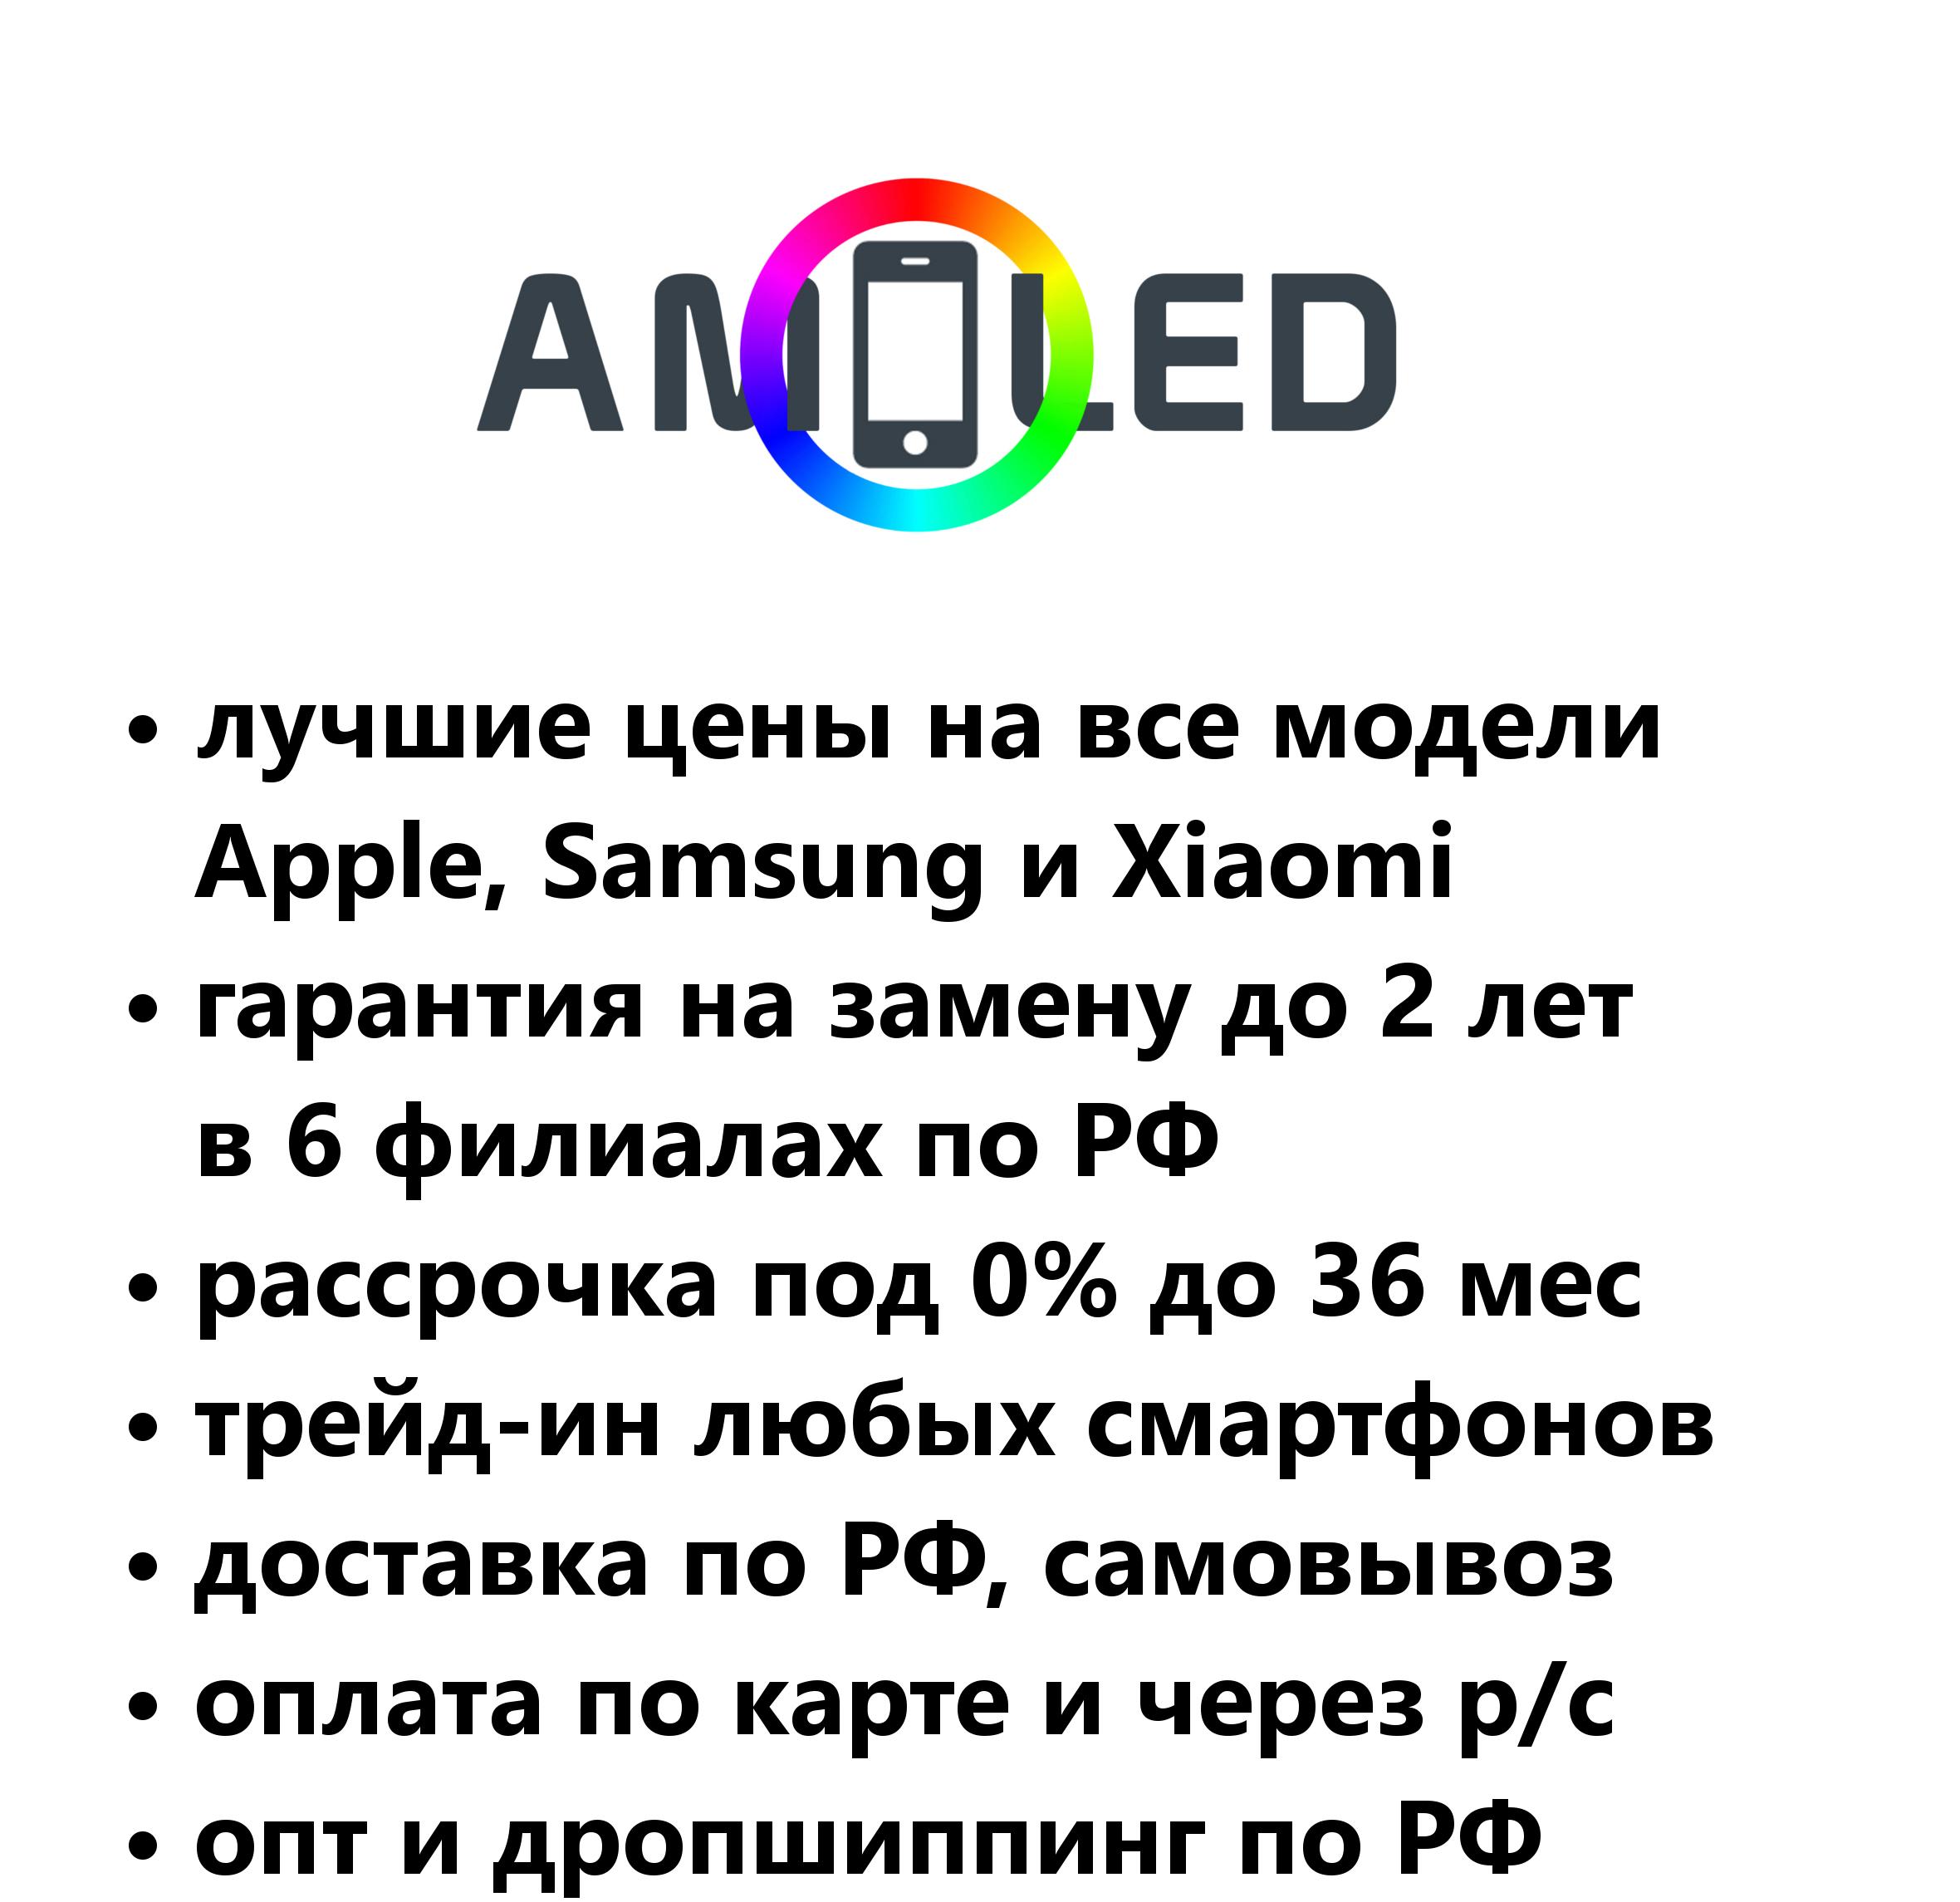 AMOLED
• лучшие цены на все модели
Apple, Samsung и Xiaomi
• гарантия на замену до 2 лет
в 6 филиалах по РФ
• рассрочка под 0% до 36 мес
• трейд-ин любых смартфонов
• доставка по РФ, самовывоз
• оплата по карте и через р/с
• опт и дропшиппинг по РФ